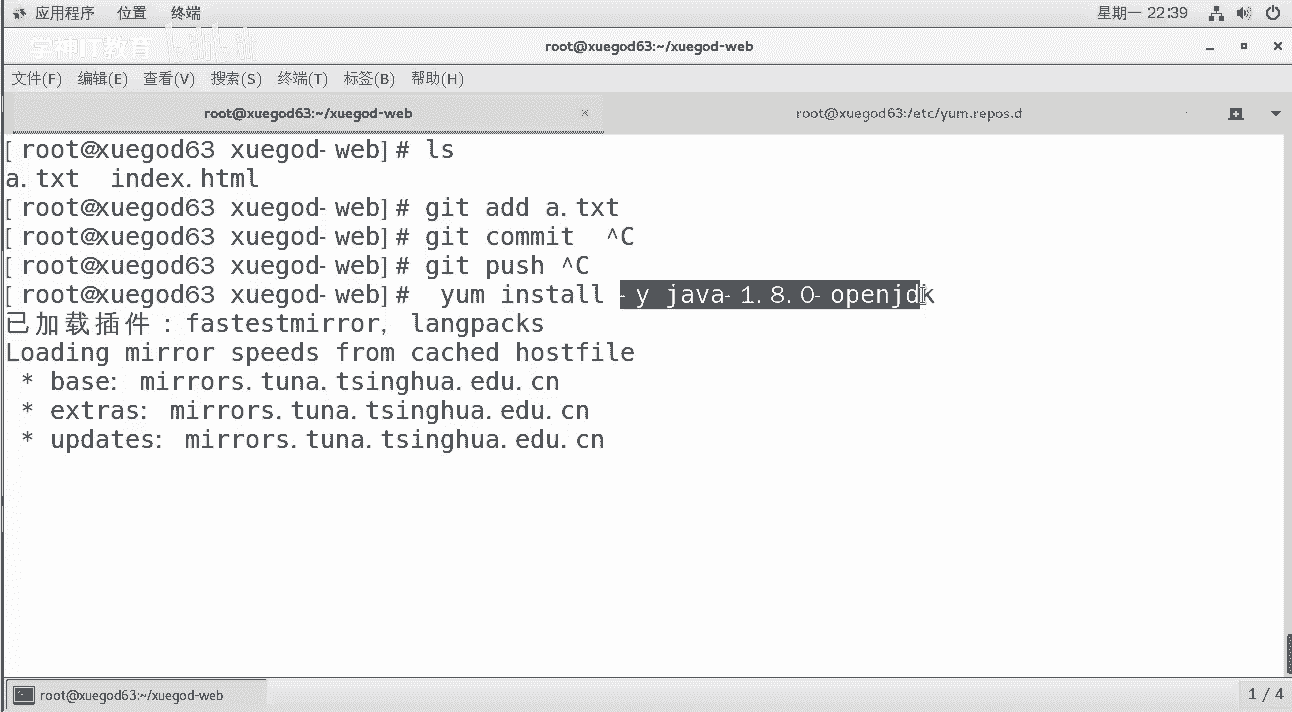 应用程序 位置 终端 星期一 22:39
学神IT教育
root@xuegod63:~/xuegod-web
文件(F) 编辑(E) 查看(V) 搜索(S) 终端(T) 标签(B) 帮助(H)
root@xuegod63:~/xuegod-web × root@xuegod63:/etc/yum.repos.d
[root@xuegod63 xuegod-web]# ls
a.txt index.html
[root@xuegod63 xuegod-web]# git add a.txt
[root@xuegod63 xuegod-web]# git commit ^C
[root@xuegod63 xuegod-web]# git push ^C
[root@xuegod63 xuegod-web]# yum install -y java-1.8.0-openjdk
已加载插件：fastestmirror, langpacks
Loading mirror speeds from cached hostfile
* base: mirrors.tuna.tsinghua.edu.cn
* extras: mirrors.tuna.tsinghua.edu.cn
* updates: mirrors.tuna.tsinghua.edu.cn
root@xuegod63:~/xuegod-web 1 / 4